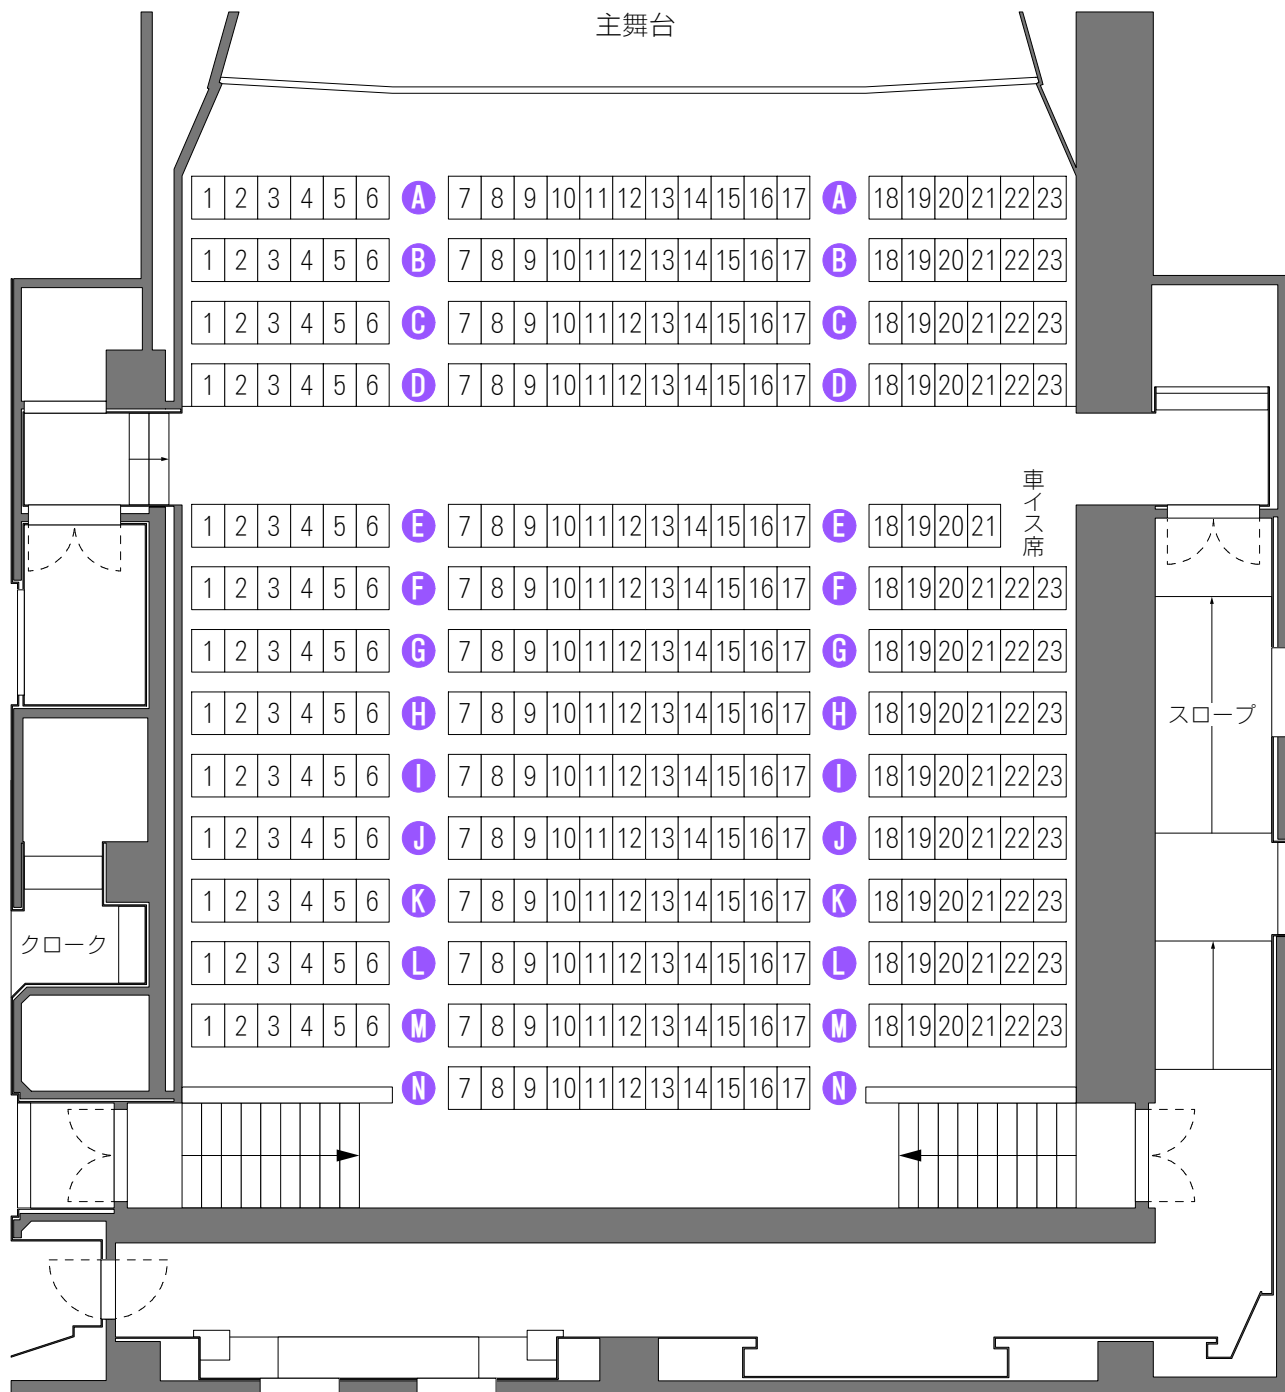 主舞台
1 2 3 4 5 6 A 7 8 9 10 11 12 13 14 15 16 17 A 18 19 20 21 22 23
1 2 3 4 5 6 B 7 8 9 10 11 12 13 14 15 16 17 B 18 19 20 21 22 23
1 2 3 4 5 6 C 7 8 9 10 11 12 13 14 15 16 17 C 18 19 20 21 22 23
1 2 3 4 5 6 D 7 8 9 10 11 12 13 14 15 16 17 D 18 19 20 21 22 23
車イス席
1 2 3 4 5 6 E 7 8 9 10 11 12 13 14 15 16 17 E 18 19 20 21
1 2 3 4 5 6 F 7 8 9 10 11 12 13 14 15 16 17 F 18 19 20 21 22 23
1 2 3 4 5 6 G 7 8 9 10 11 12 13 14 15 16 17 G 18 19 20 21 22 23
1 2 3 4 5 6 H 7 8 9 10 11 12 13 14 15 16 17 H 18 19 20 21 22 23
スロープ
1 2 3 4 5 6 I 7 8 9 10 11 12 13 14 15 16 17 I 18 19 20 21 22 23
1 2 3 4 5 6 J 7 8 9 10 11 12 13 14 15 16 17 J 18 19 20 21 22 23
1 2 3 4 5 6 K 7 8 9 10 11 12 13 14 15 16 17 K 18 19 20 21 22 23
クローク
1 2 3 4 5 6 L 7 8 9 10 11 12 13 14 15 16 17 L 18 19 20 21 22 23
1 2 3 4 5 6 M 7 8 9 10 11 12 13 14 15 16 17 M 18 19 20 21 22 23
N 7 8 9 10 11 12 13 14 15 16 17 N